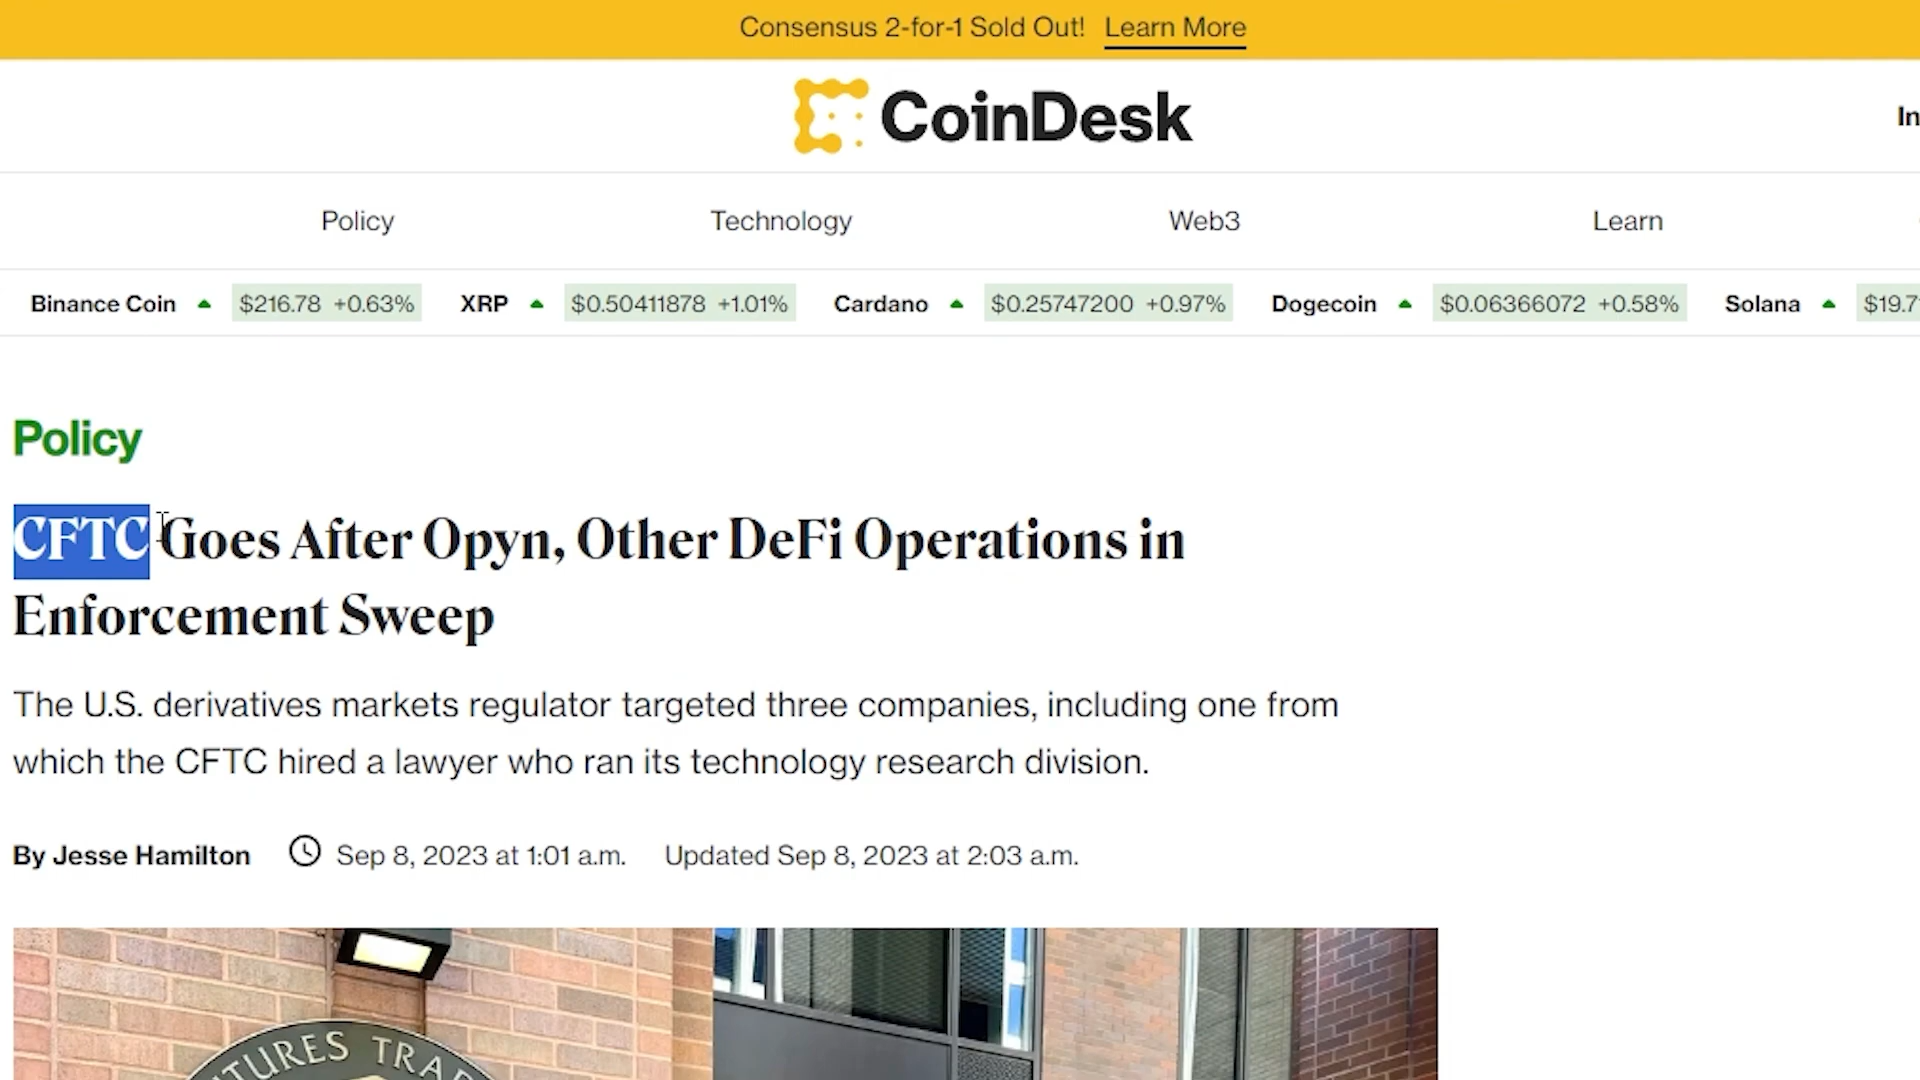 Consensus 2-for-1 Sold Out! Learn More
CoinDesk
Policy Technology Web3 Learn
Binance Coin $216.78 +0.63% XRP $0.50411878 +1.01% Cardano $0.25747200 +0.97% Dogecoin $0.06366072 +0.58% Solana
Policy
CFTC Goes After Opyn, Other DeFi Operations in
Enforcement Sweep
The U.S. derivatives markets regulator targeted three companies, including one from
which the CFTC hired a lawyer who ran its technology research division.
By Jesse Hamilton Sep 8, 2023 at 1:01 a.m. Updated Sep 8, 2023 at 2:03 a.m.